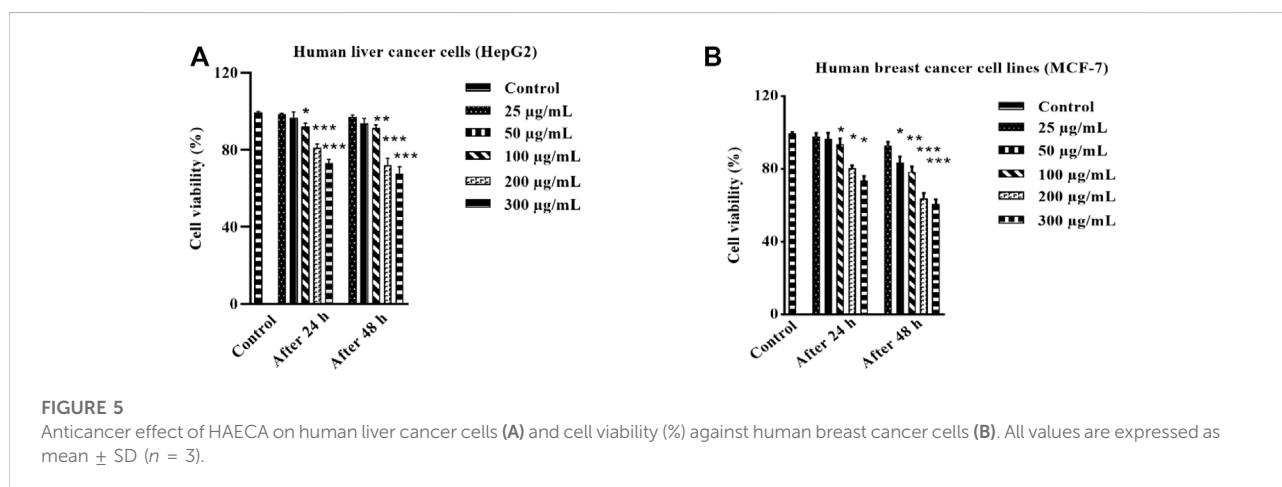 A
Human liver cancer cells (HepG2)
120
80
40
0
Cell viability (%)
*
***
***
**
***
***
Control
After 24 h
After 48 h
Control
25 µg/mL
50 µg/mL
100 µg/mL
200 µg/mL
300 µg/mL
B
Human breast cancer cell lines (MCF-7)
120
80
40
0
Cell viability (%)
*
*
*
*
**
***
***
Control
After 24 h
After 48 h
Control
25 µg/mL
50 µg/mL
100 µg/mL
200 µg/mL
300 µg/mL
FIGURE 5
Anticancer effect of HAECA on human liver cancer cells (A) and cell viability (%) against human breast cancer cells (B). All values are expressed as
mean ± SD (n = 3).